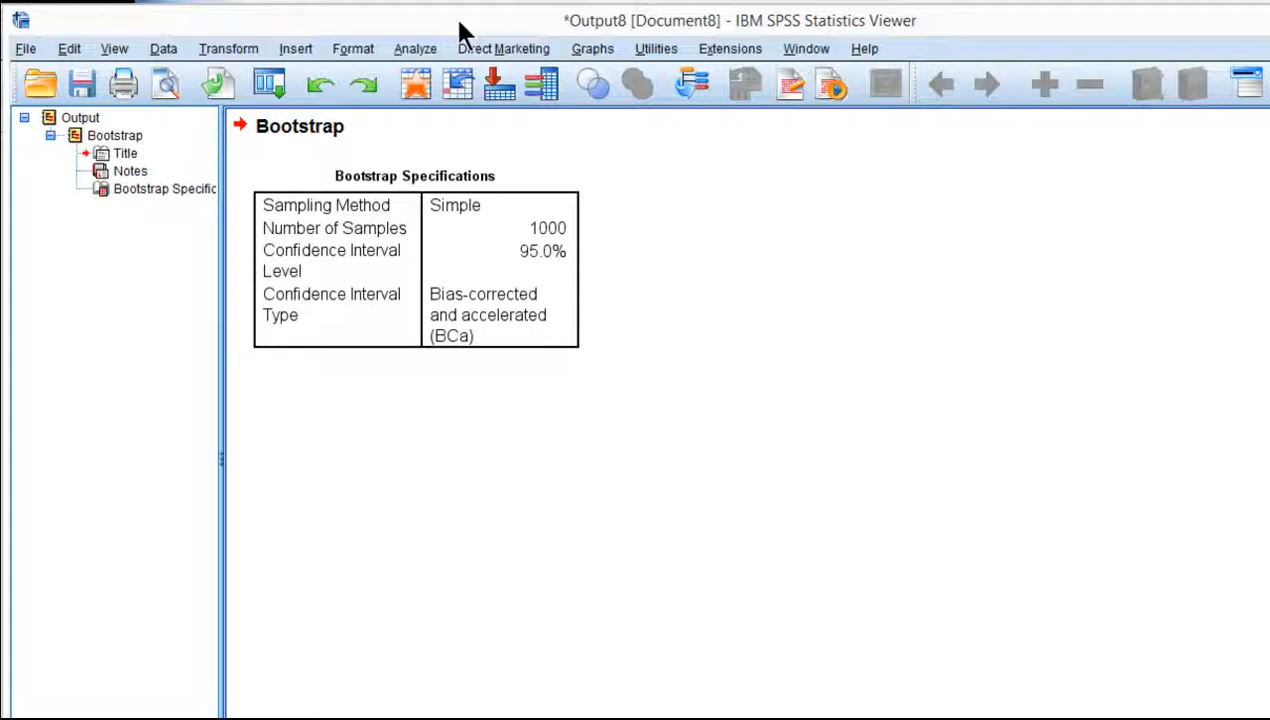 *Output8 [Document8] - IBM SPSS Statistics Viewer
File Edit View Data Transform Insert Format Analyze Direct Marketing Graphs Utilities Extensions Window Help
Output
Bootstrap
Title
Notes
Bootstrap Specific
Bootstrap
Bootstrap Specifications
Sampling Method Simple
Number of Samples 1000
Confidence Interval 95.0%
Level
Confidence Interval Bias-corrected
Type and accelerated
(BCa)